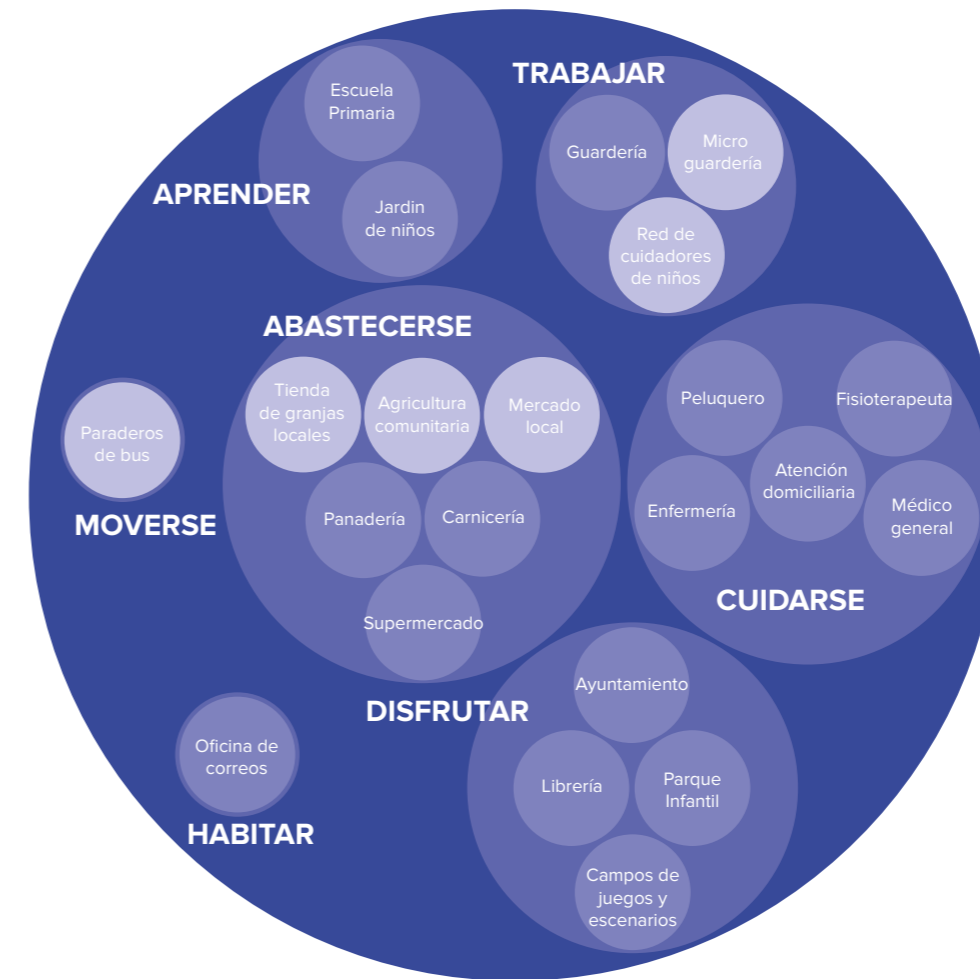 Escuela
Primaria
Jardin
de niños
APRENDER
TRABAJAR
Guardería
Micro
guardería
Red de
cuidadores
de niños
ABASTECERSE
Tienda
de granjas
locales
Agricultura
comunitaria
Mercado
local
Panadería
Carnicería
Supermercado
Paraderos
de bus
MOVERSE
Peluquero
Fisioterapeuta
Atención
domiciliaria
Enfermería
Médico
general
CUIDARSE
DISFRUTAR
Ayuntamiento
Librería
Parque
Infantil
Campos de
juegos y
escenarios
Oficina de
correos
HABITAR